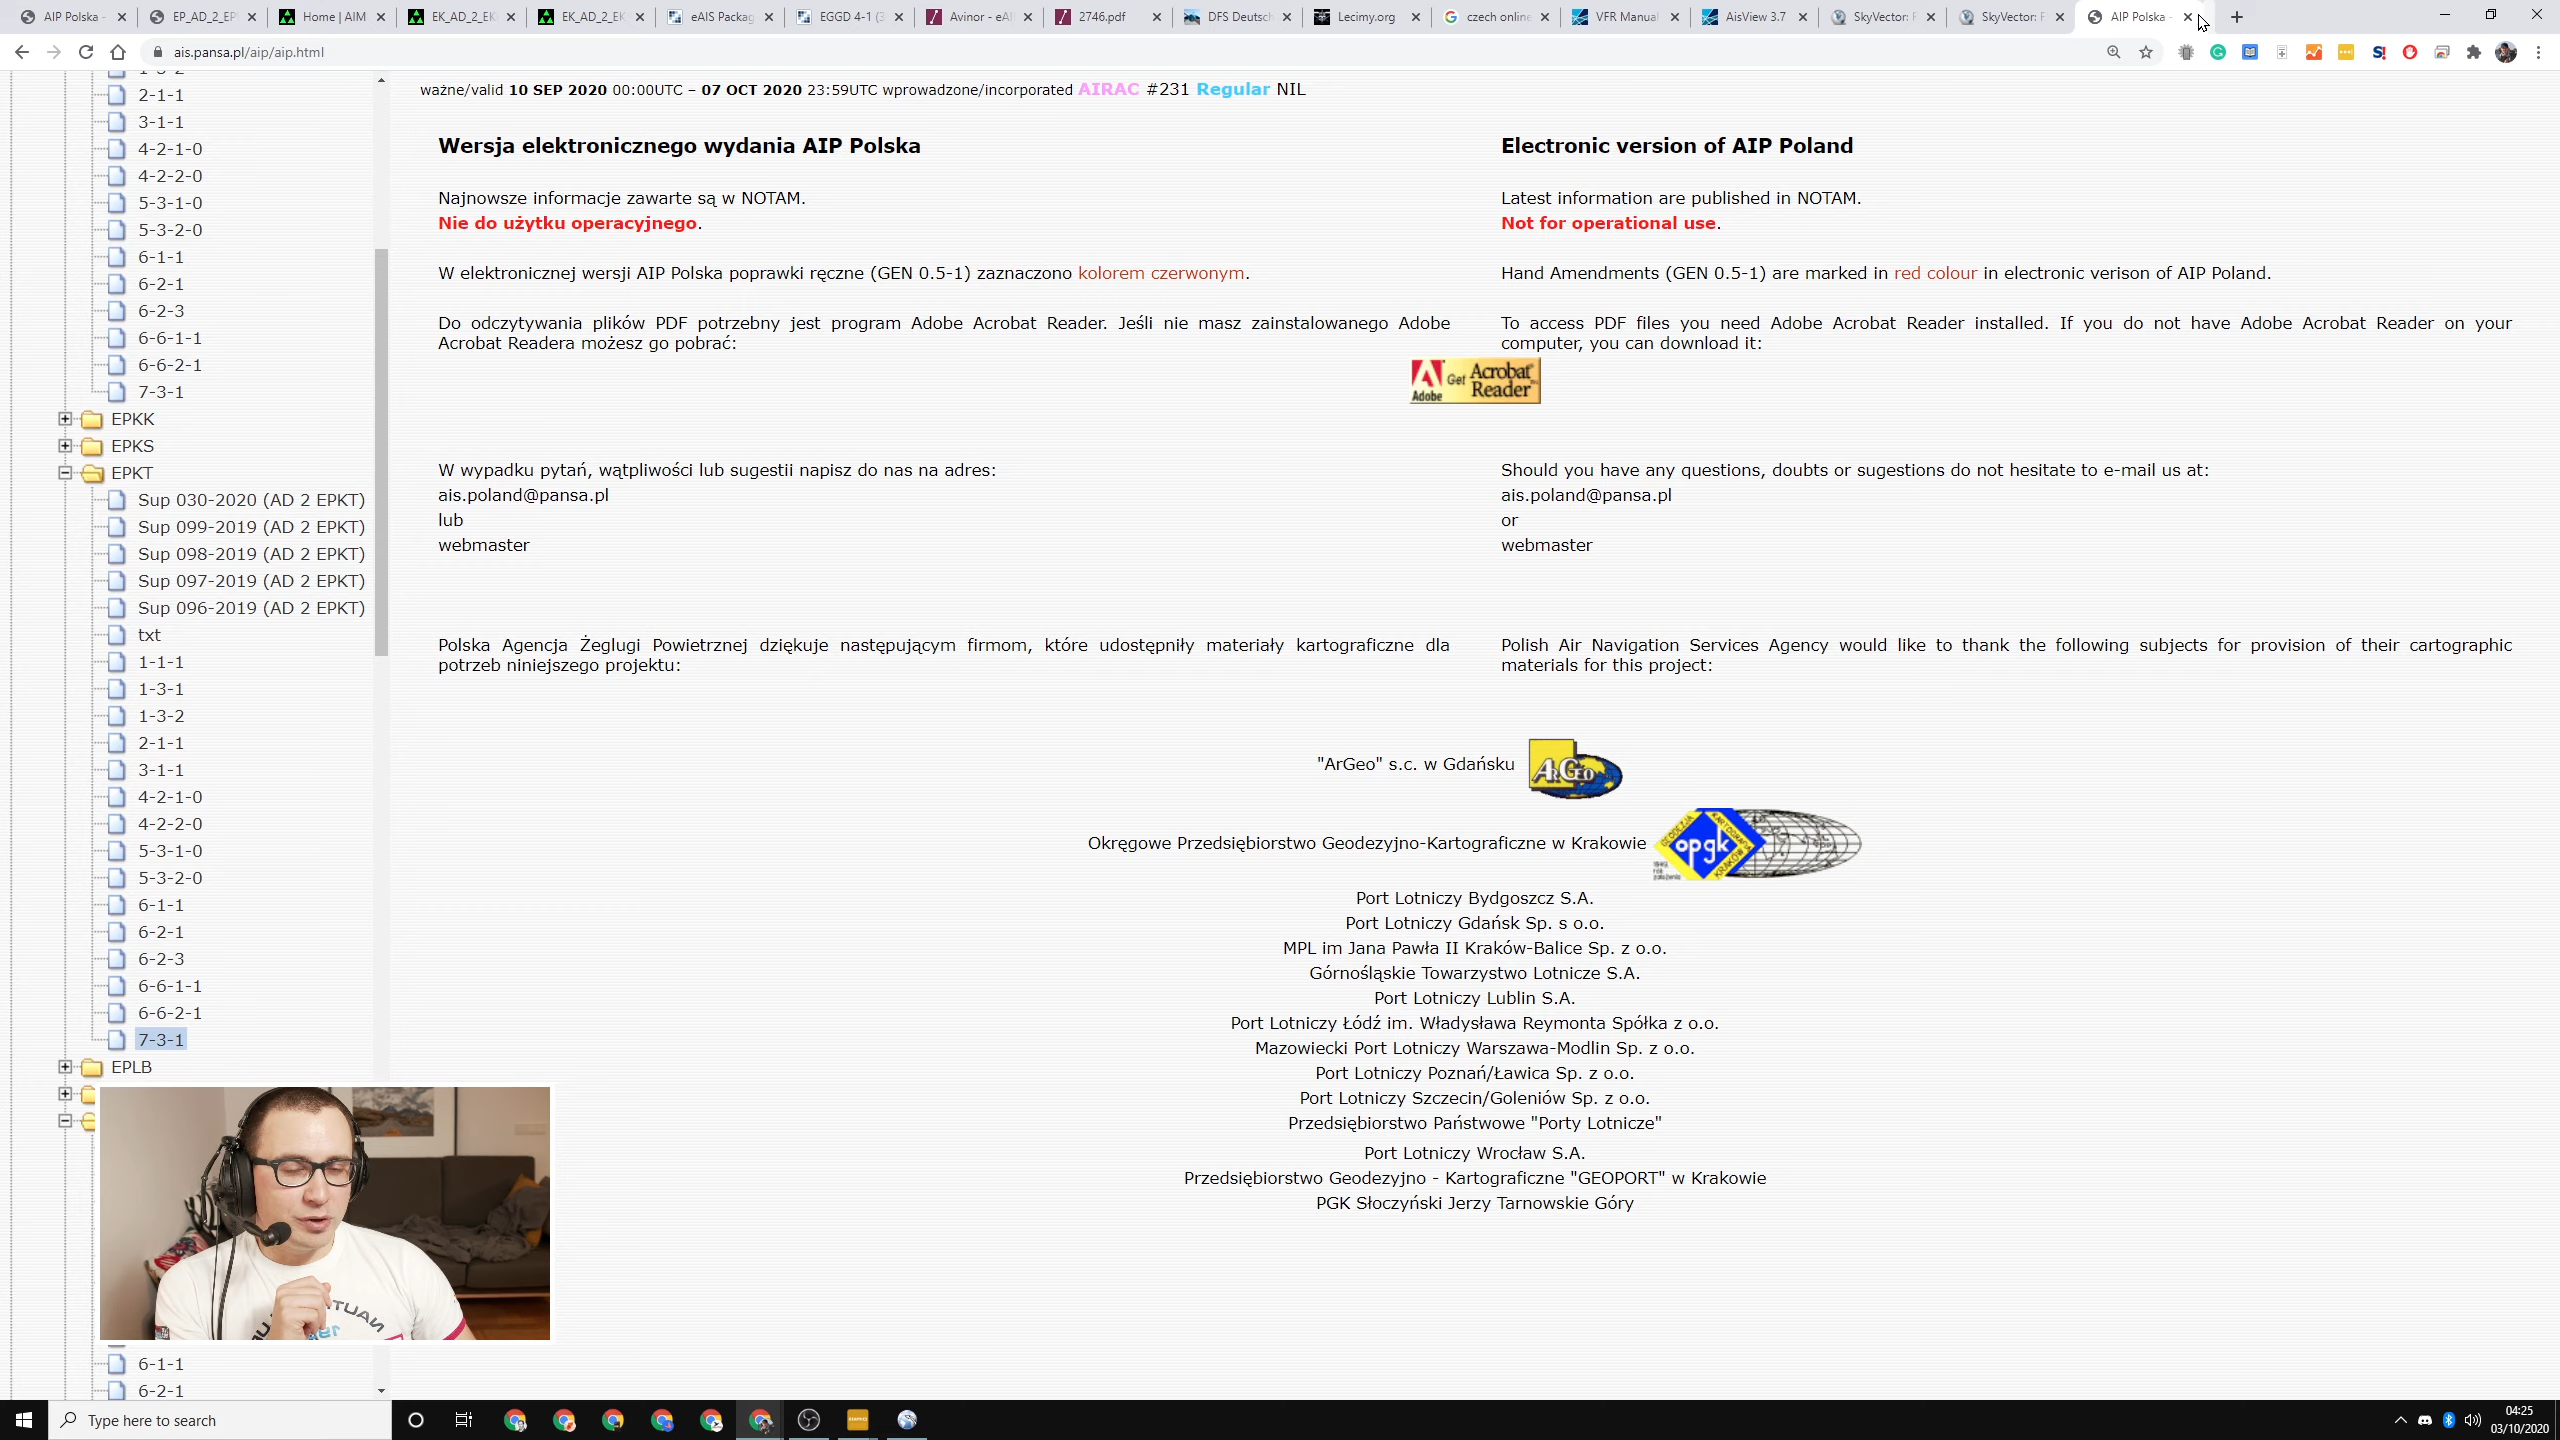 AIP Polska -
EP_AD_2_EP
Home | AIM
EK_AD_2_EK
EK_AD_2_EK
eAIS Packag
EGGD 4-1 (3
Avinor - eAI
2746.pdf
DFS Deutsch
Lecimy.org
czech online
VFR Manual
AisView 3.7
SkyVector: F
SkyVector: F
AIP Polska -
ais.pansa.pl/aip/aip.html
2-1-1
3-1-1
4-2-1-0
4-2-2-0
5-3-1-0
5-3-2-0
6-1-1
6-2-1
6-2-3
6-6-1-1
6-6-2-1
7-3-1
EPKK
EPKS
EPKT
Sup 030-2020 (AD 2 EPKT)
Sup 099-2019 (AD 2 EPKT)
Sup 098-2019 (AD 2 EPKT)
Sup 097-2019 (AD 2 EPKT)
Sup 096-2019 (AD 2 EPKT)
txt
1-1-1
1-3-1
1-3-2
2-1-1
3-1-1
4-2-1-0
4-2-2-0
5-3-1-0
5-3-2-0
6-1-1
6-2-1
6-2-3
6-6-1-1
6-6-2-1
7-3-1
EPLB
6-1-1
6-2-1
ważne/valid 10 SEP 2020 00:00UTC – 07 OCT 2020 23:59UTC wprowadzone/incorporated AIRAC #231 Regular NIL
Wersja elektronicznego wydania AIP Polska
Najnowsze informacje zawarte są w NOTAM.
Nie do użytku operacyjnego.
W elektronicznej wersji AIP Polska poprawki ręczne (GEN 0.5-1) zaznaczono kolorem czerwonym.
Do odczytywania plików PDF potrzebny jest program Adobe Acrobat Reader. Jeśli nie masz zainstalowanego Adobe
Acrobat Readera możesz go pobrać:
Electronic version of AIP Poland
Latest information are published in NOTAM.
Not for operational use.
Hand Amendments (GEN 0.5-1) are marked in red colour in electronic verison of AIP Poland.
To access PDF files you need Adobe Acrobat Reader installed. If you do not have Adobe Acrobat Reader on your
computer, you can download it:
Adobe
Get Acrobat
Reader
W wypadku pytań, wątpliwości lub sugestii napisz do nas na adres:
ais.poland@pansa.pl
lub
webmaster
Should you have any questions, doubts or sugestions do not hesitate to e-mail us at:
ais.poland@pansa.pl
or
webmaster
Polska Agencja Żeglugi Powietrznej dziękuje następującym firmom, które udostępniły materiały kartograficzne dla
potrzeb niniejszego projektu:
Polish Air Navigation Services Agency would like to thank the following subjects for provision of their cartographic
materials for this project:
"ArGeo" s.c. w Gdańsku
ArGeo
Okręgowe Przedsiębiorstwo Geodezyjno-Kartograficzne w Krakowie
opgk
Port Lotniczy Bydgoszcz S.A.
Port Lotniczy Gdańsk Sp. s o.o.
MPL im Jana Pawła II Kraków-Balice Sp. z o.o.
Górnośląskie Towarzystwo Lotnicze S.A.
Port Lotniczy Lublin S.A.
Port Lotniczy Łódź im. Władysława Reymonta Spółka z o.o.
Mazowiecki Port Lotniczy Warszawa-Modlin Sp. z o.o.
Port Lotniczy Poznań/Ławica Sp. z o.o.
Port Lotniczy Szczecin/Goleniów Sp. z o.o.
Przedsiębiorstwo Państwowe "Porty Lotnicze"
Port Lotniczy Wrocław S.A.
Przedsiębiorstwo Geodezyjno - Kartograficzne "GEOPORT" w Krakowie
PGK Słoczyński Jerzy Tarnowskie Góry
Type here to search
04:25
03/10/2020